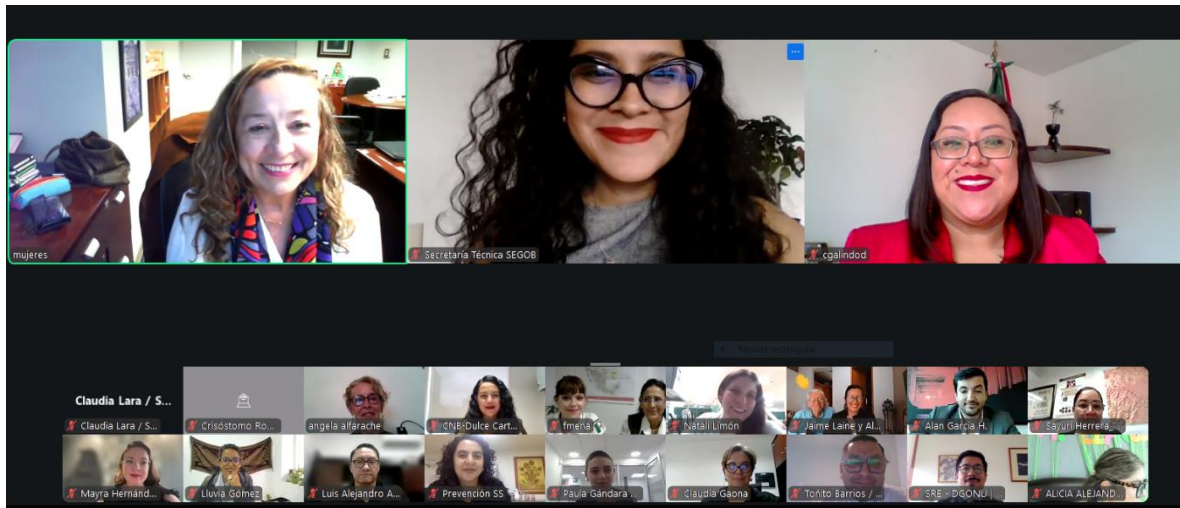 mujeres
Secretaría Técnica SEGOB
cgalindod
Recorte rectangular
Claudia Lara / S...
Claudia Lara / S...
Crisóstomo Ro...
angela alfarache
CNB-Dulce Cart...
fmena
Natali Limón
Jaime Laine y Al...
Alan García H.
Sayuri Herrera_...
Mayra Hernánd...
Lluvia Gómez
Luis Alejandro A...
Prevención SS
Paula Gándara ...
Claudia Gaona
Toñito Barrios / ...
SRE - DGONU | ...
ALICIA ALEJAND...